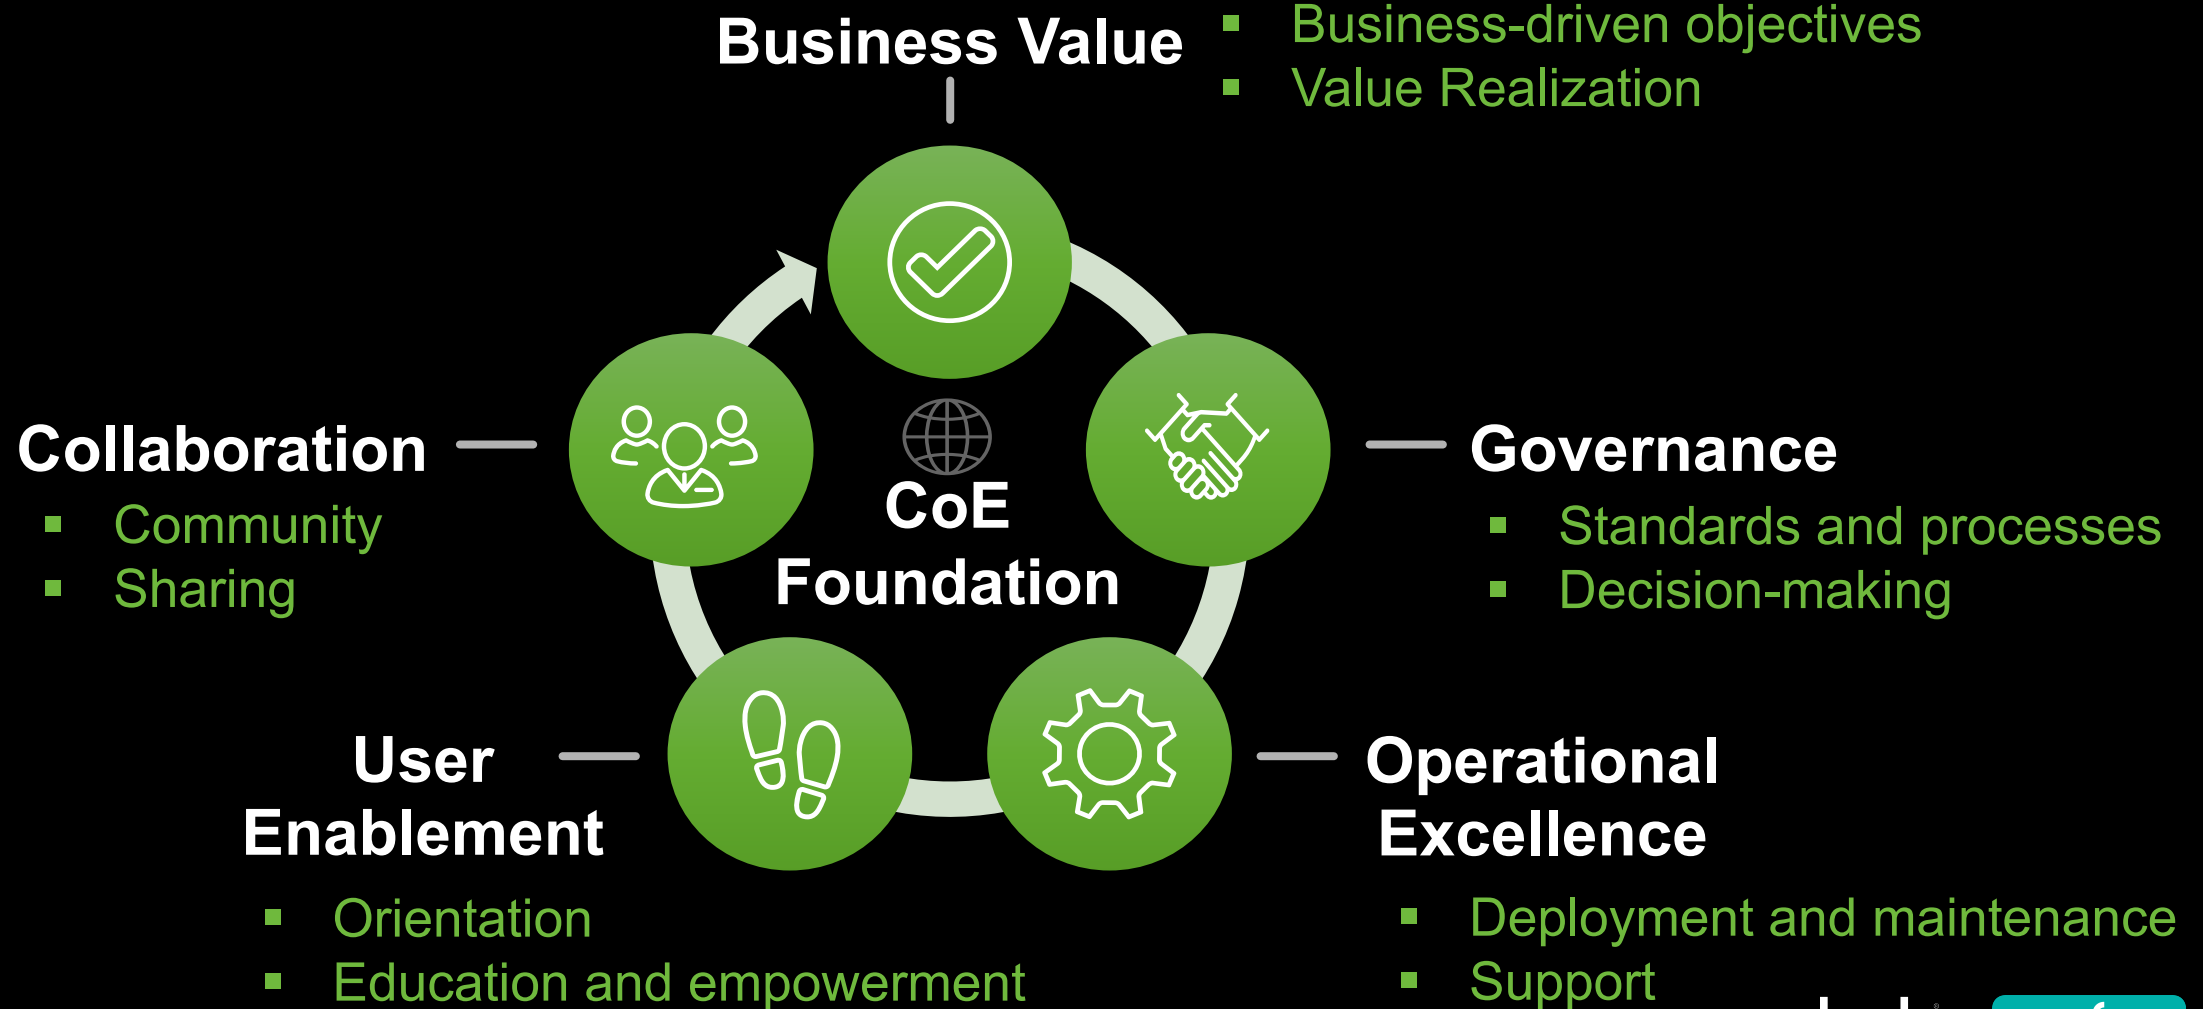 Business Value
Business-driven objectives
Value Realization
Collaboration
Community
Sharing
CoE
Foundation
Governance
Standards and processes
Decision-making
User
Enablement
Orientation
Education and empowerment
Operational
Excellence
Deployment and maintenance
Support